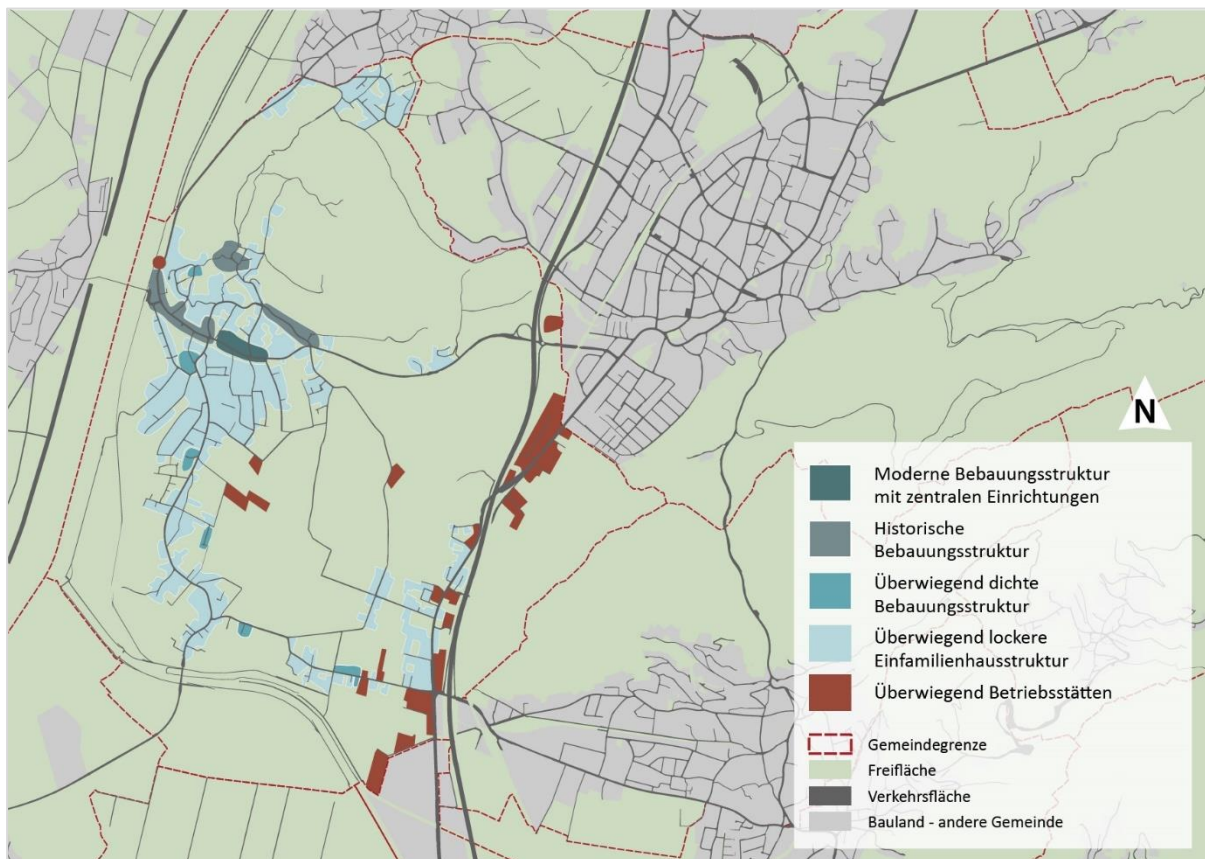 N
Moderne Bebauungsstruktur
mit zentralen Einrichtungen
Historische
Bebauungsstruktur
Überwiegend dichte
Bebauungsstruktur
Überwiegend lockere
Einfamilienhausstruktur
Überwiegend Betriebsstätten
Gemeindegrenze
Freifläche
Verkehrsfläche
Bauland - andere Gemeinde